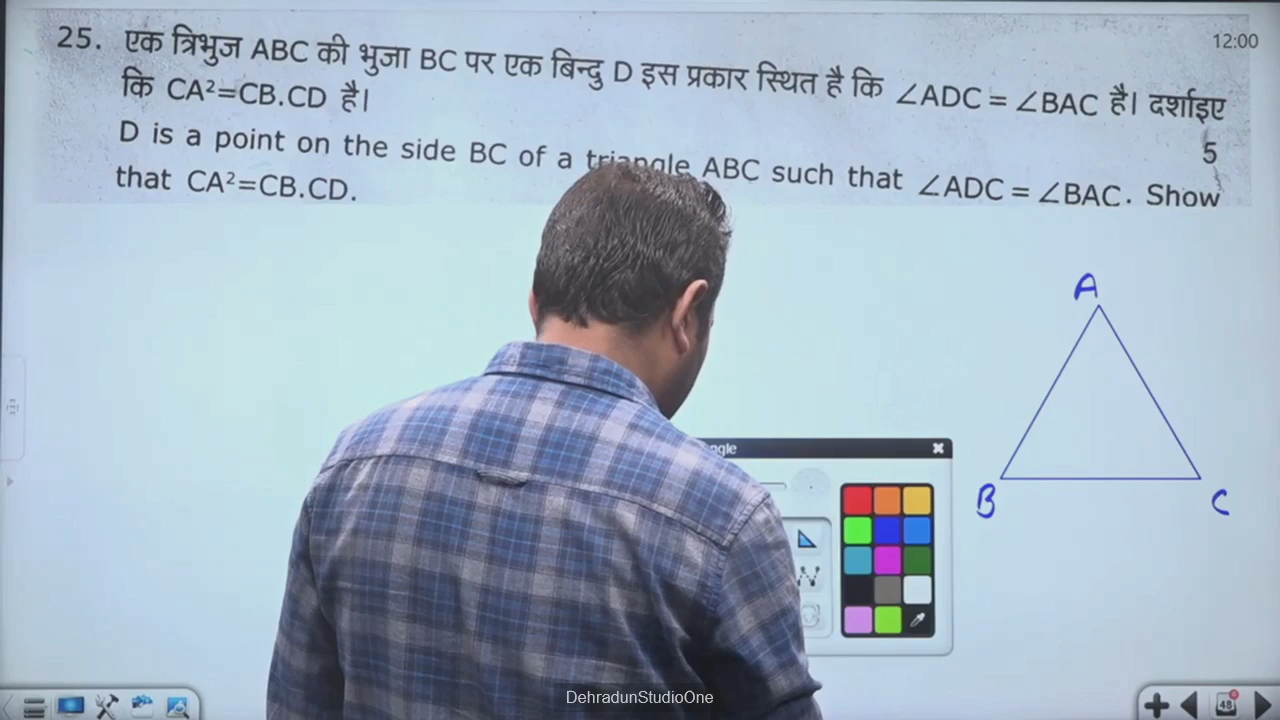 12:00
25. एक त्रिभुज ABC की भुजा BC पर एक बिन्दु D इस प्रकार स्थित है कि ∠ADC = ∠BAC है। दर्शाइए
कि CA²=CB.CD है।
5
D is a point on the side BC of a triangle ABC such that ∠ADC = ∠BAC. Show
that CA²=CB.CD.
A
B
C
48
DehradunStudioOne